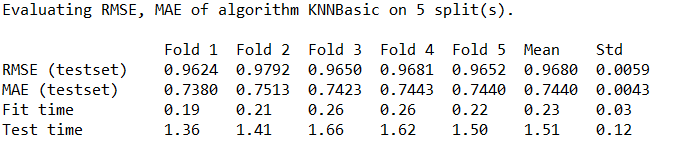 Evaluating RMSE, MAE of algorithm KNNBasic on 5 split(s).
Fold 1 Fold 2 Fold 3 Fold 4 Fold 5 Mean Std
RMSE (testset) 0.9624 0.9792 0.9650 0.9681 0.9652 0.9680 0.0059
MAE (testset) 0.7380 0.7513 0.7423 0.7443 0.7440 0.7440 0.0043
Fit time 0.19 0.21 0.26 0.26 0.22 0.23 0.03
Test time 1.36 1.41 1.66 1.62 1.50 1.51 0.12